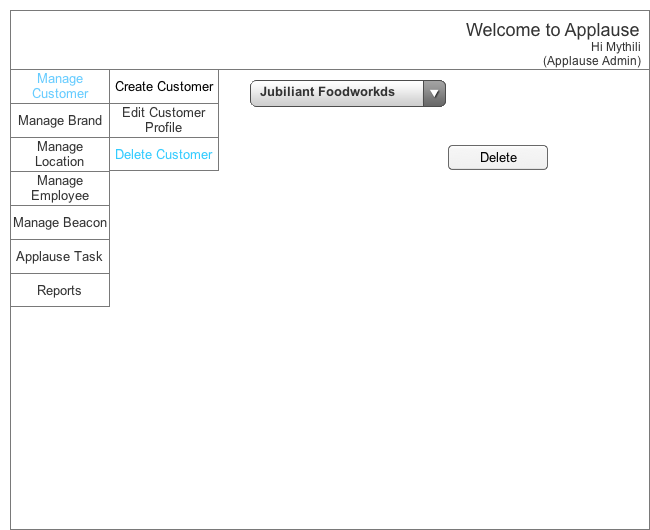 Welcome to Applause
Hi Mythili
(Applause Admin)
Manage
Customer
Manage Brand
Manage
Location
Manage
Employee
Manage Beacon
Applause Task
Reports
Create Customer
Edit Customer
Profile
Delete Customer
Jubiliant Foodworkds
Delete